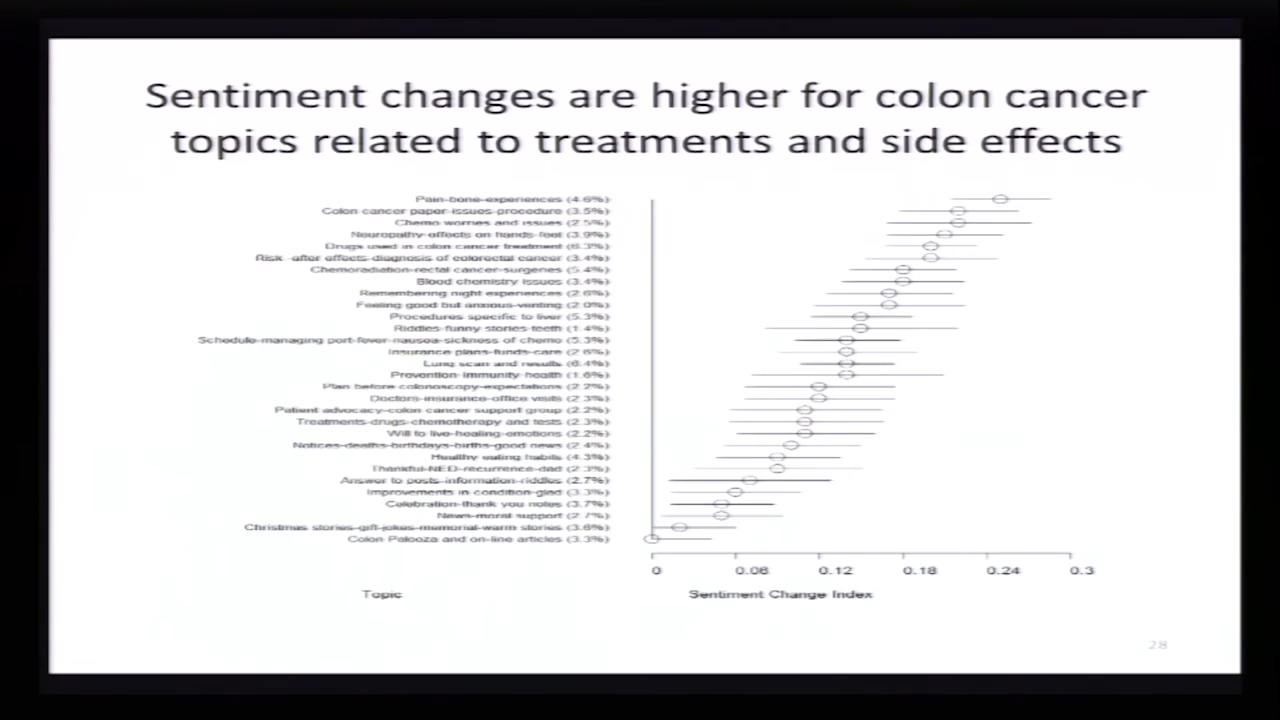 Sentiment changes are higher for colon cancer
topics related to treatments and side effects
Pain-bone-experiences (4.6%)
Colon cancer paper-issues-procedure (3.5%)
Chemo worries and issues (2.5%)
Neuropathy-effects on hands-feet (3.9%)
Drugs used in colon cancer treatment (6.3%)
Risk -after effects-diagnosis of colorectal cancer (3.4%)
Chemoradiation-rectal cancer-surgeries (5.4%)
Blood chemistry issues (3.4%)
Remembering night experiences (2.6%)
Feeling good but anxious-venting (2.0%)
Procedures specific to liver (5.3%)
Riddles-funny stories-teeth (1.4%)
Schedule-managing port-fever-nausea-sickness of chemo (5.3%)
Insurance plans-funds-care (2.6%)
Lung scan and results (6.4%)
Prevention-immunity-health (1.6%)
Plan before colonoscopy-expectations (2.2%)
Doctors-insurance-office visits (2.3%)
Patient advocacy-colon cancer support group (2.2%)
Treatments-drugs-chemotherapy and tests (2.3%)
Will to live-healing-emotions (2.2%)
Notices-deaths-birthdays-births-good news (2.4%)
Healthy eating habits (4.3%)
Thankful-NED-recurrence-dad (2.3%)
Answer to posts-information-riddles (2.7%)
Improvements in condition-glad (3.3%)
Celebration-thank you notes (3.7%)
News-moral support (2.7%)
Christmas stories-gift-jokes-memorial-warm stories (3.6%)
Colon Palooza and on-line articles (3.3%)
0 0.06 0.12 0.18 0.24 0.3
Topic Sentiment Change Index
28